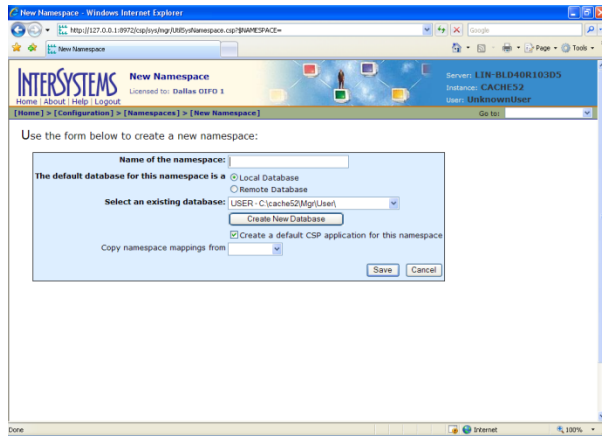 New Namespace - Windows Internet Explorer
http://127.0.0.1:8972/csp/sys/mgr/UtilSysNamespace.csp?$NAMESPACE=
Google
New Namespace
Page
Tools
INTERSYSTEMS
Home | About | Help | Logout
New Namespace
Licensed to: Dallas OIFO 1
Server: LIN-BLD40R103D5
Instance: CACHE52
User: UnknownUser
[Home] > [Configuration] > [Namespaces] > [New Namespace]
Go to:
Use the form below to create a new namespace:
Name of the namespace:
The default database for this namespace is a
Local Database
Remote Database
Select an existing database:
USER - C:\cache52\Mgr\User\
Create New Database
Create a default CSP application for this namespace
Copy namespace mappings from
Save
Cancel
Done
Internet
100%